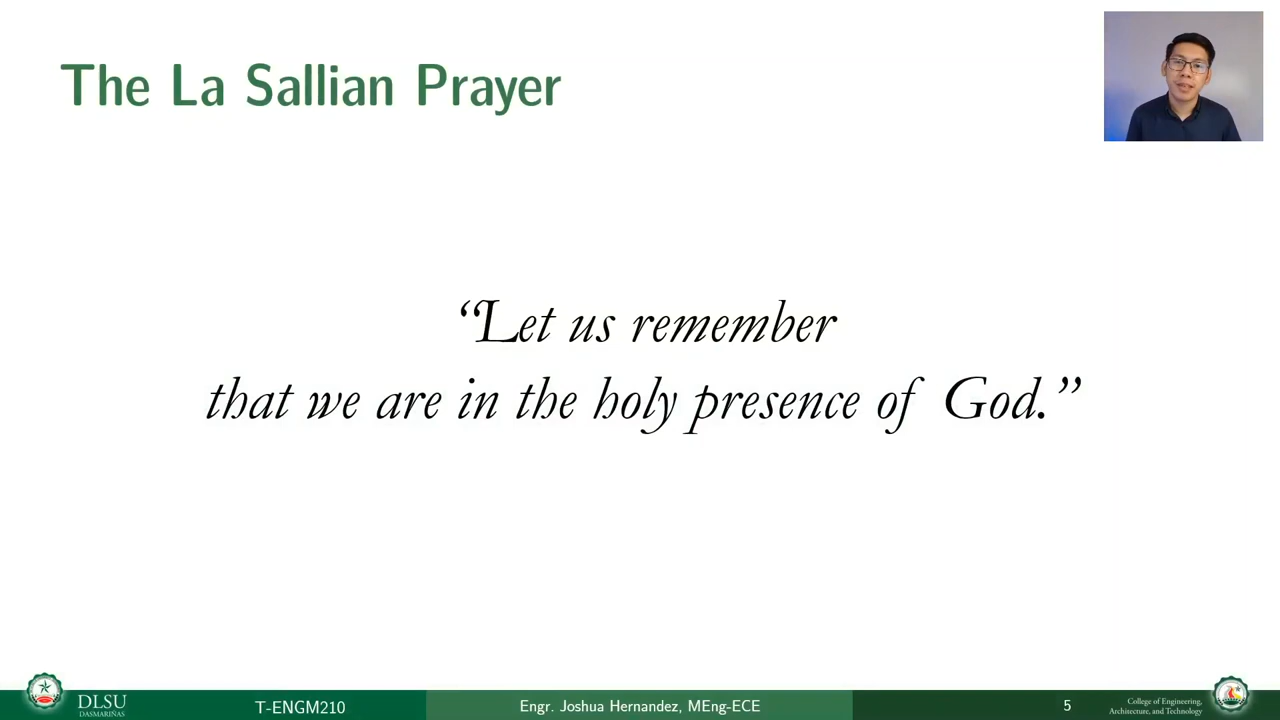 The La Sallian Prayer
“Let us remember
that we are in the holy presence of God.”
DLSU
DASMARIÑAS
T-ENGM210
Engr. Joshua Hernandez, MEng-ECE
5
College of Engineering,
Architecture, and Technology